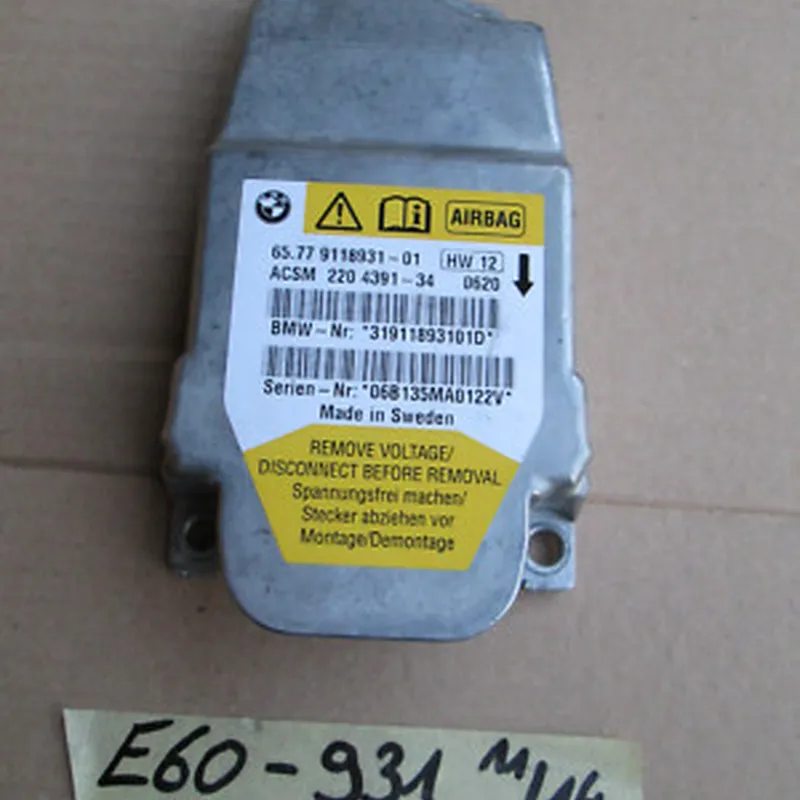 AIRBAG
65.77 9118931-01 HW 12
ACSM 220 4391-34 0620
BMW-Nr: *31911893101D*
Serien-Nr: *06B135MA0122V*
Made in Sweden
REMOVE VOLTAGE/
DISCONNECT BEFORE REMOVAL
Spannungsfrei machen/
Stecker abziehen vor
Montage/Demontage
E60-931